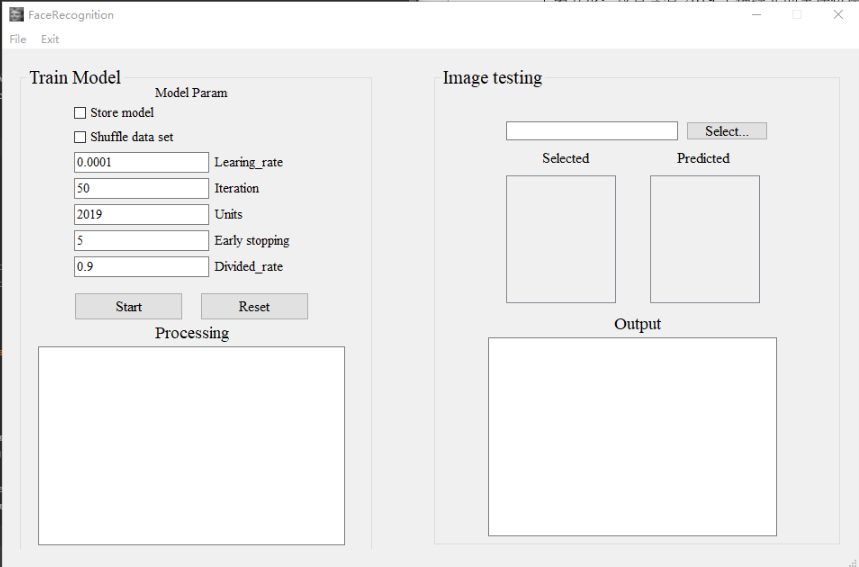 FaceRecognition
File Exit
Train Model
Model Param
Store model
Shuffle data set
0.0001 Learing_rate
50 Iteration
2019 Units
5 Early stopping
0.9 Divided_rate
Start Reset
Processing
Image testing
Select...
Selected Predicted
Output